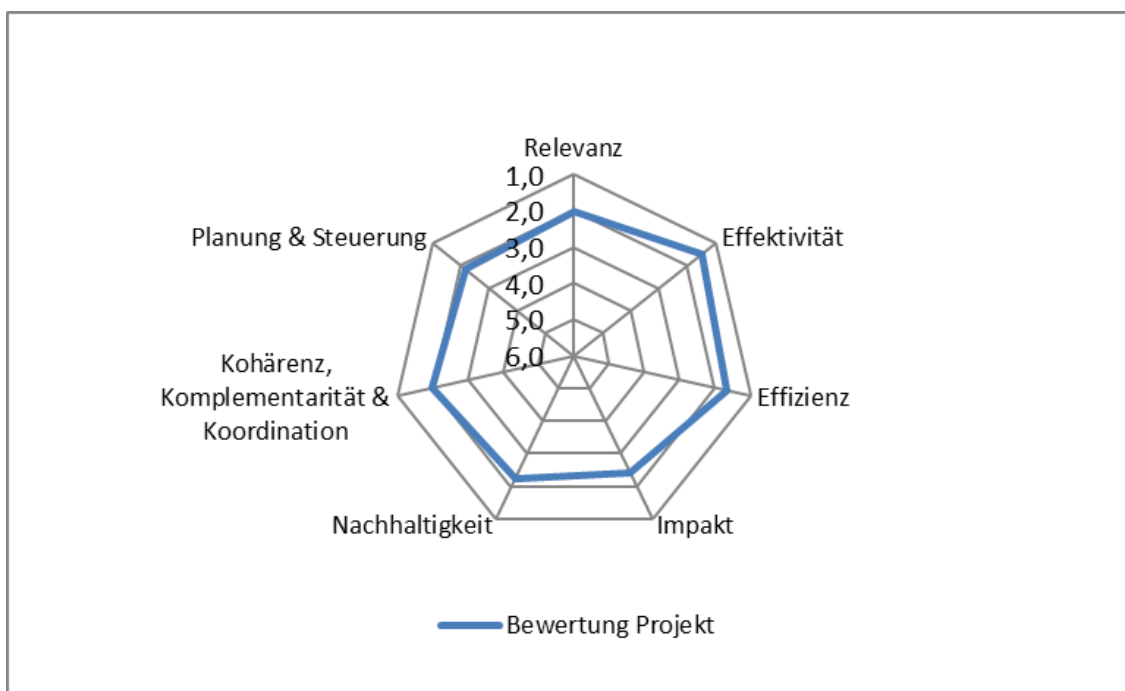 Relevanz
1,0
2,0
3,0
4,0
5,0
6,0
Effektivität
Effizienz
Impakt
Nachhaltigkeit
Kohärenz,
Komplementarität &
Koordination
Planung & Steuerung
Bewertung Projekt